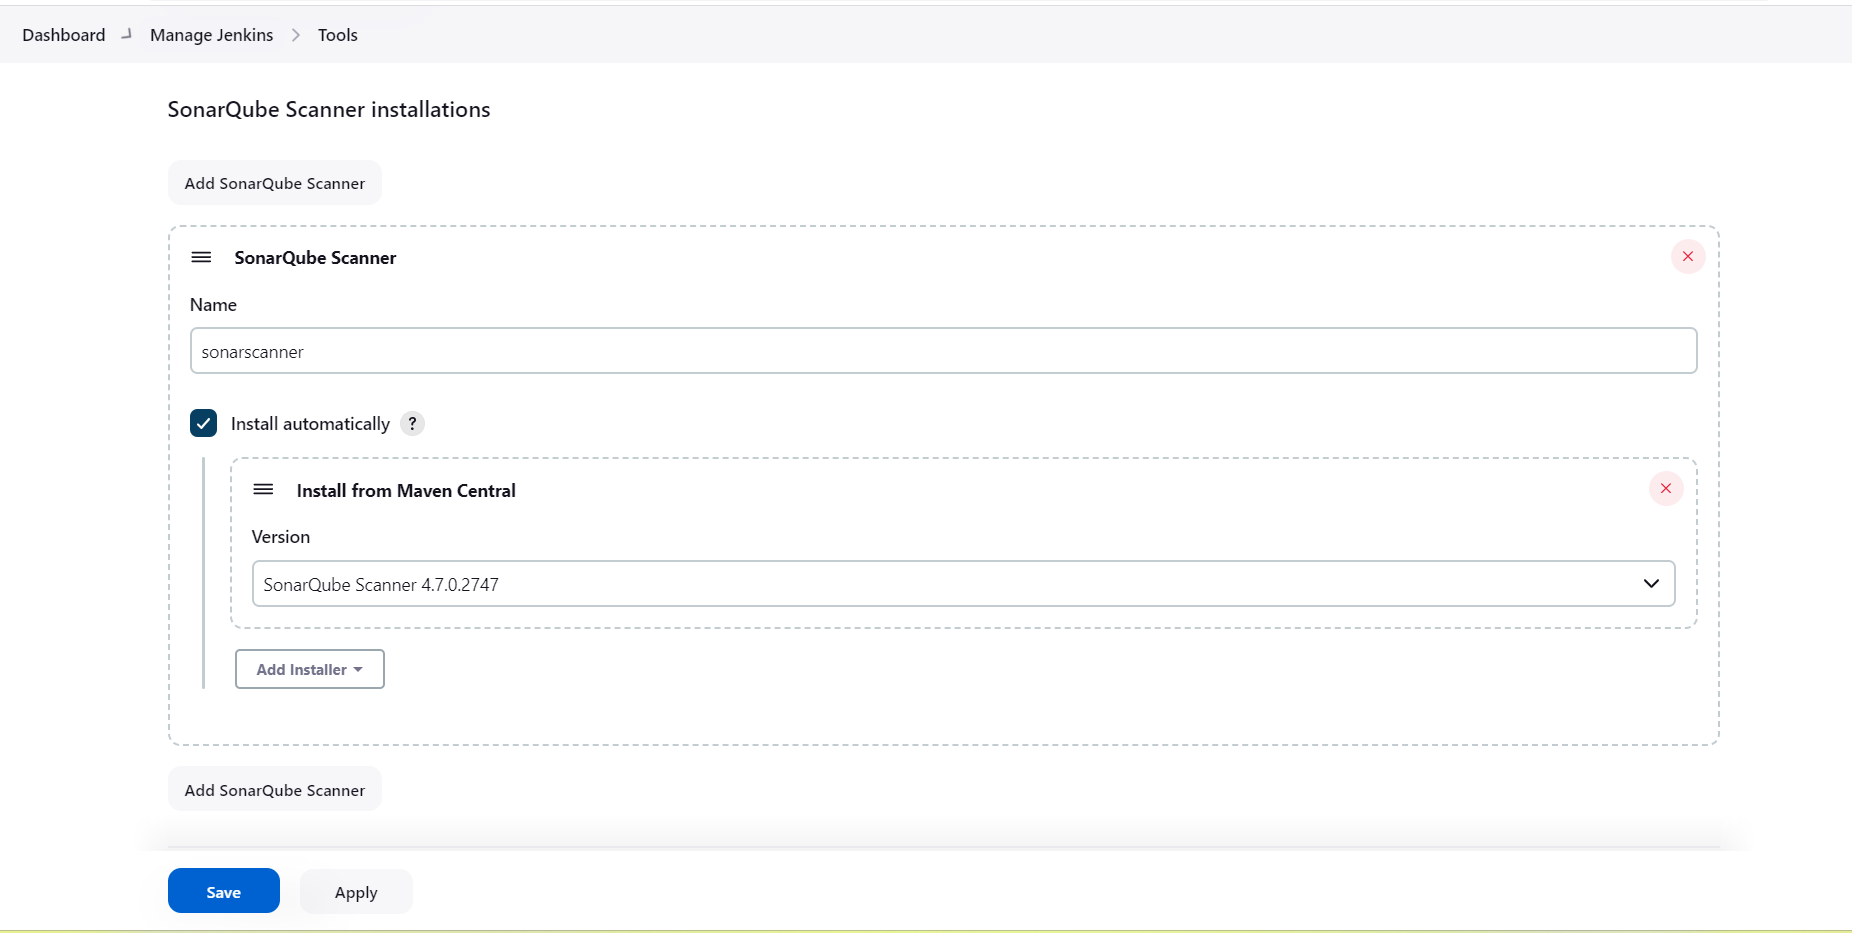 Dashboard Manage Jenkins Tools
SonarQube Scanner installations
Add SonarQube Scanner
SonarQube Scanner
Name
sonarscanner
Install automatically ?
Install from Maven Central
Version
SonarQube Scanner 4.7.0.2747
Add Installer
Add SonarQube Scanner
Save Apply